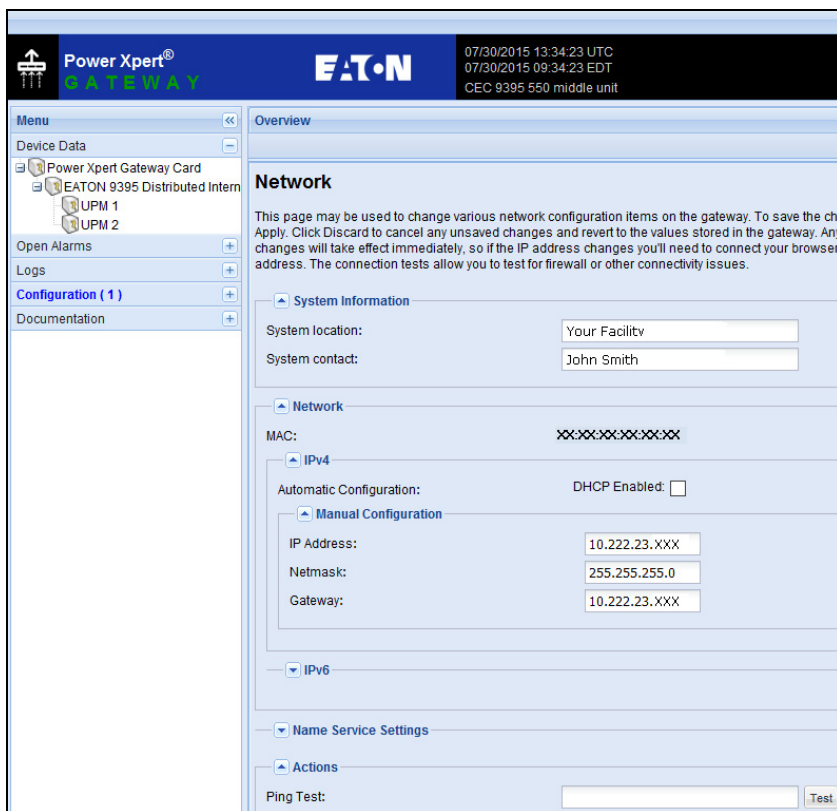 Power Xpert®
GATEWAY
EATON
07/30/2015 13:34:23 UTC
07/30/2015 09:34:23 EDT
CEC 9395 550 middle unit
Menu
Device Data
Power Xpert Gateway Card
EATON 9395 Distributed Intern
UPM 1
UPM 2
Open Alarms
Logs
Configuration ( 1 )
Documentation
Overview
Network
This page may be used to change various network configuration items on the gateway. To save the ch
Apply. Click Discard to cancel any unsaved changes and revert to the values stored in the gateway. Any
changes will take effect immediately, so if the IP address changes you'll need to connect your browser
address. The connection tests allow you to test for firewall or other connectivity issues.
System Information
System location: Your Facility
System contact: John Smith
Network
MAC: XX:XX:XX:XX:XX:XX
IPv4
Automatic Configuration: DHCP Enabled:
Manual Configuration
IP Address: 10.222.23.XXX
Netmask: 255.255.255.0
Gateway: 10.222.23.XXX
IPv6
Name Service Settings
Actions
Ping Test: Test